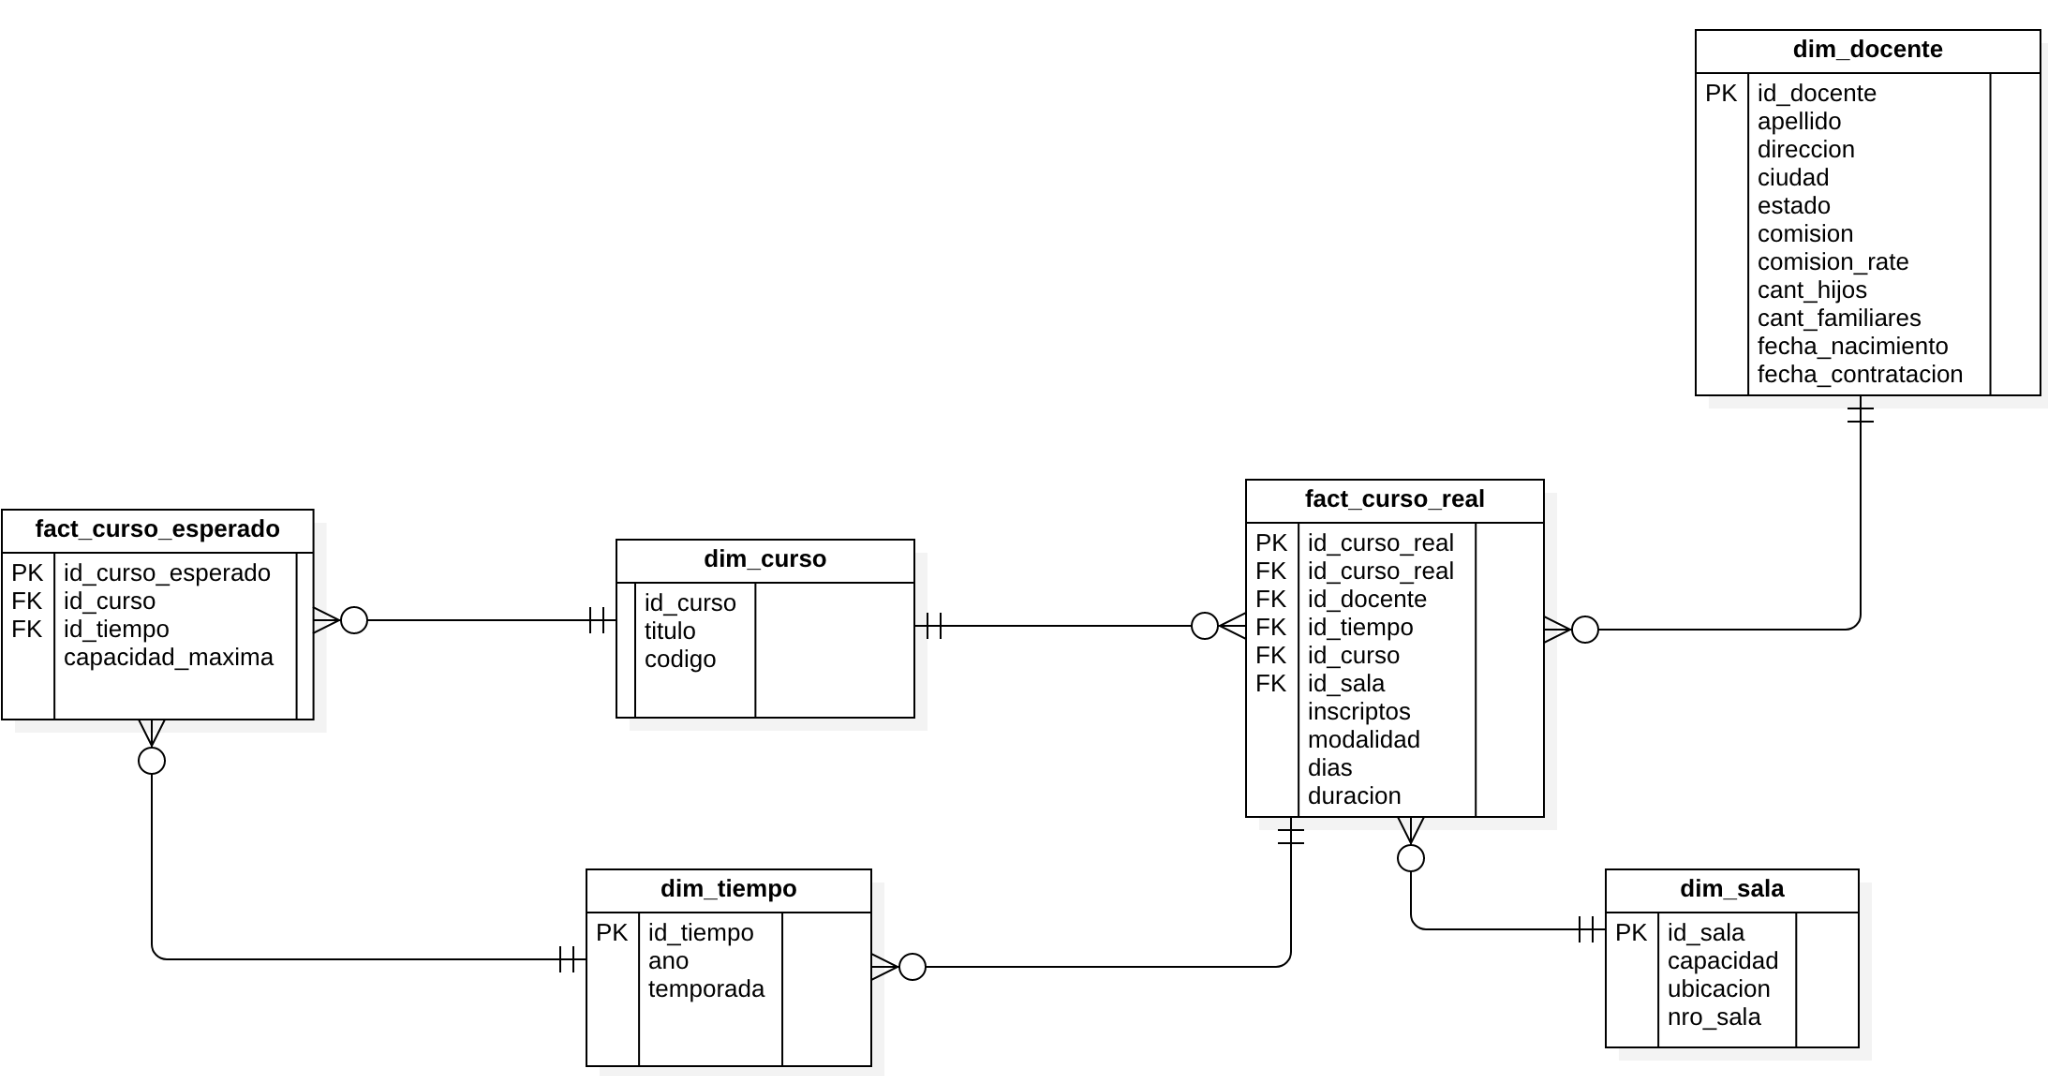 dim_docente
PK id_docente
apellido
direccion
ciudad
estado
comision
comision_rate
cant_hijos
cant_familiares
fecha_nacimiento
fecha_contratacion
fact_curso_esperado
PK id_curso_esperado
FK id_curso
FK id_tiempo
capacidad_maxima
dim_curso
id_curso
titulo
codigo
fact_curso_real
PK id_curso_real
FK id_curso_real
FK id_docente
FK id_tiempo
FK id_curso
FK id_sala
inscriptos
modalidad
dias
duracion
dim_tiempo
PK id_tiempo
ano
temporada
dim_sala
PK id_sala
capacidad
ubicacion
nro_sala